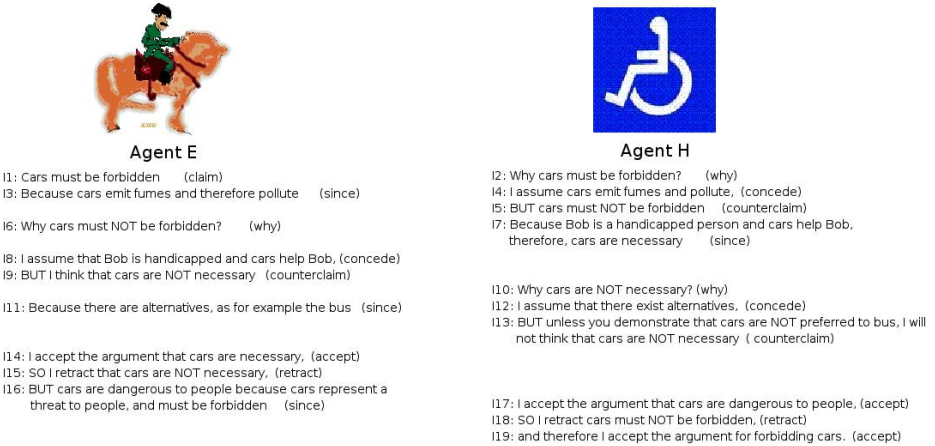 Agent E
I1: Cars must be forbidden (claim)
I3: Because cars emit fumes and therefore pollute (since)
I6: Why cars must NOT be forbidden? (why)
I8: I assume that Bob is handicapped and cars help Bob, (concede)
I9: BUT I think that cars are NOT necessary (counterclaim)
I11: Because there are alternatives, as for example the bus (since)
I14: I accept the argument that cars are necessary, (accept)
I15: SO I retract that cars are NOT necessary, (retract)
I16: BUT cars are dangerous to people because cars represent a
threat to people, and must be forbidden (since)
Agent H
I2: Why cars must be forbidden? (why)
I4: I assume cars emit fumes and pollute, (concede)
I5: BUT cars must NOT be forbidden (counterclaim)
I7: Because Bob is a handicapped person and cars help Bob,
therefore, cars are necessary (since)
I10: Why cars are NOT necessary? (why)
I12: I assume that there exist alternatives, (concede)
I13: BUT unless you demonstrate that cars are NOT preferred to bus, I will
not think that cars are NOT necessary ( counterclaim)
I17: I accept the argument that cars are dangerous to people, (accept)
I18: SO I retract cars must NOT be forbidden, (retract)
I19: and therefore I accept the argument for forbidding cars. (accept)